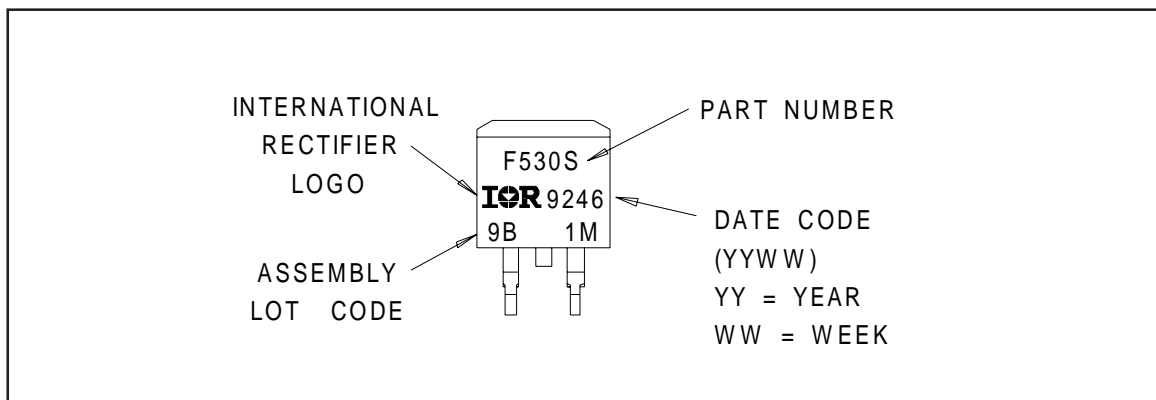 INTERNATIONAL
RECTIFIER
LOGO
PART NUMBER
F530S
IOR 9246
9B 1M
ASSEMBLY
LOT CODE
DATE CODE
(YYWW)
YY = YEAR
WW = WEEK